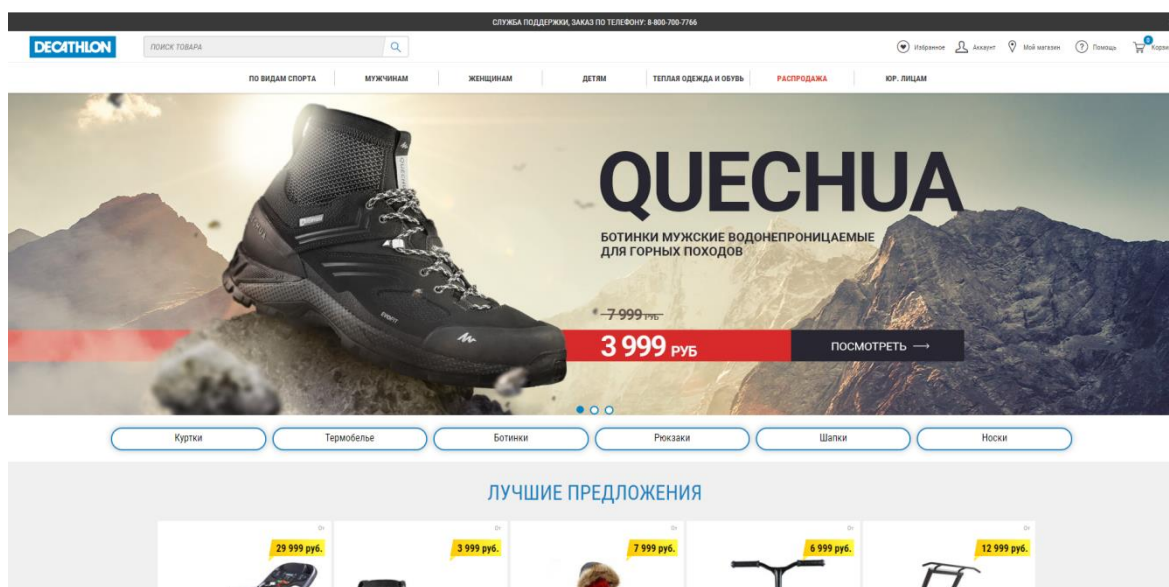 СЛУЖБА ПОДДЕРЖКИ, ЗАКАЗ ПО ТЕЛЕФОНУ: 8-800-700-7766
DECATHLON
ПОИСК ТОВАРА
Избранное
Аккаунт
Мой магазин
Помощь
0
ПО ВИДАМ СПОРТА
МУЖЧИНАМ
ЖЕНЩИНАМ
ДЕТЯМ
ТЕПЛАЯ ОДЕЖДА И ОБУВЬ
РАСПРОДАЖА
ЮР. ЛИЦАМ
QUECHUA
БОТИНКИ МУЖСКИЕ ВОДОНЕПРОНИЦАЕМЫЕ
ДЛЯ ГОРНЫХ ПОХОДОВ
7 999 РУБ
3 999 РУБ
ПОСМОТРЕТЬ →
Куртки
Термобелье
Ботинки
Рюкзаки
Шапки
Носки
ЛУЧШИЕ ПРЕДЛОЖЕНИЯ
29 999 руб.
3 999 руб.
7 999 руб.
6 999 руб.
12 999 руб.